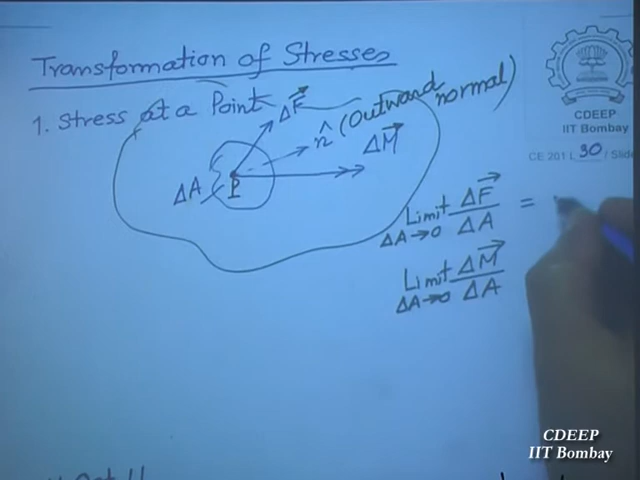 Transformation of Stresses
1. Stress at a Point
ΔF
n̂ (Outward normal)
ΔM
ΔA
P
Limit ΔF/ΔA =
ΔA→0
Limit ΔM/ΔA
ΔA→0
CDEEP
IIT Bombay
CE 201 L 30 / Slide
CDEEP
IIT Bombay